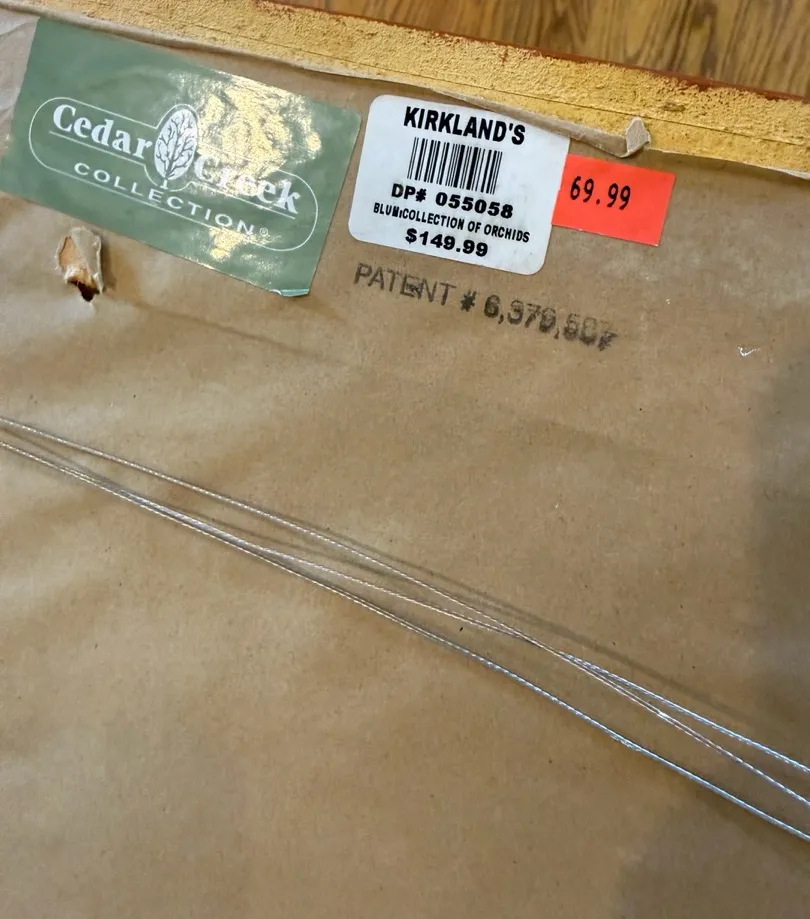 Cedar Creek
COLLECTION®
KIRKLAND'S
DP# 055058
BLUM:COLLECTION OF ORCHIDS
$149.99
69.99
PATENT # 6,379,507